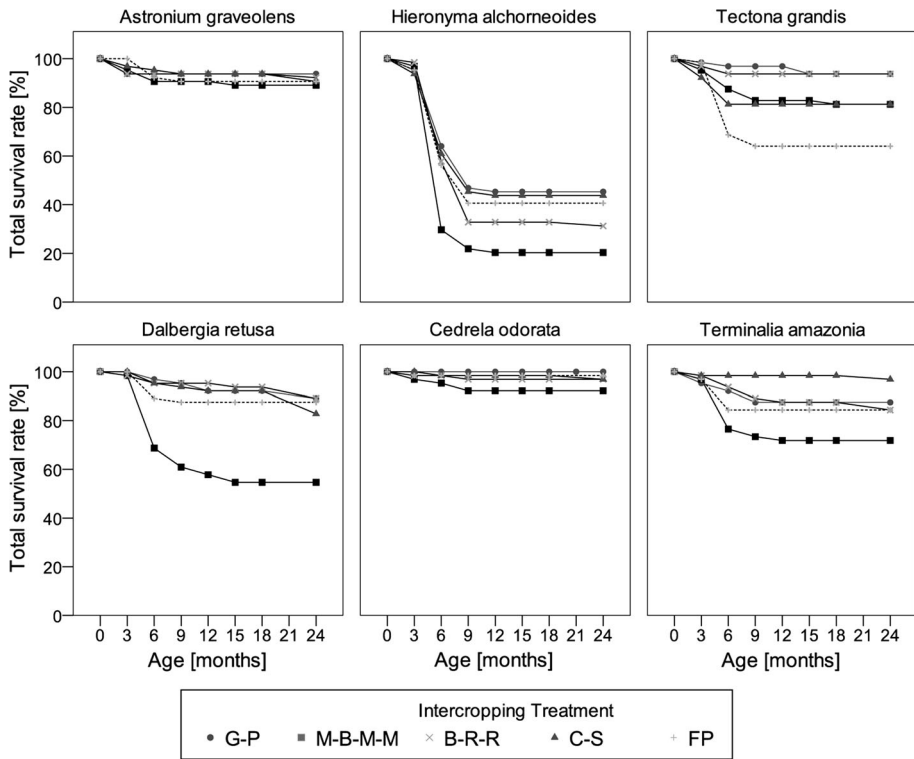 Astronium graveolens
Hieronyma alchorneoides
Tectona grandis
Total survival rate [%]
100
80
60
40
20
0
Dalbergia retusa
Cedrela odorata
Terminalia amazonia
Total survival rate [%]
100
80
60
40
20
0
0 3 6 9 12 15 18 21 24
0 3 6 9 12 15 18 21 24
0 3 6 9 12 15 18 21 24
Age [months]
Age [months]
Age [months]
Intercropping Treatment
G-P M-B-M-M B-R-R C-S FP